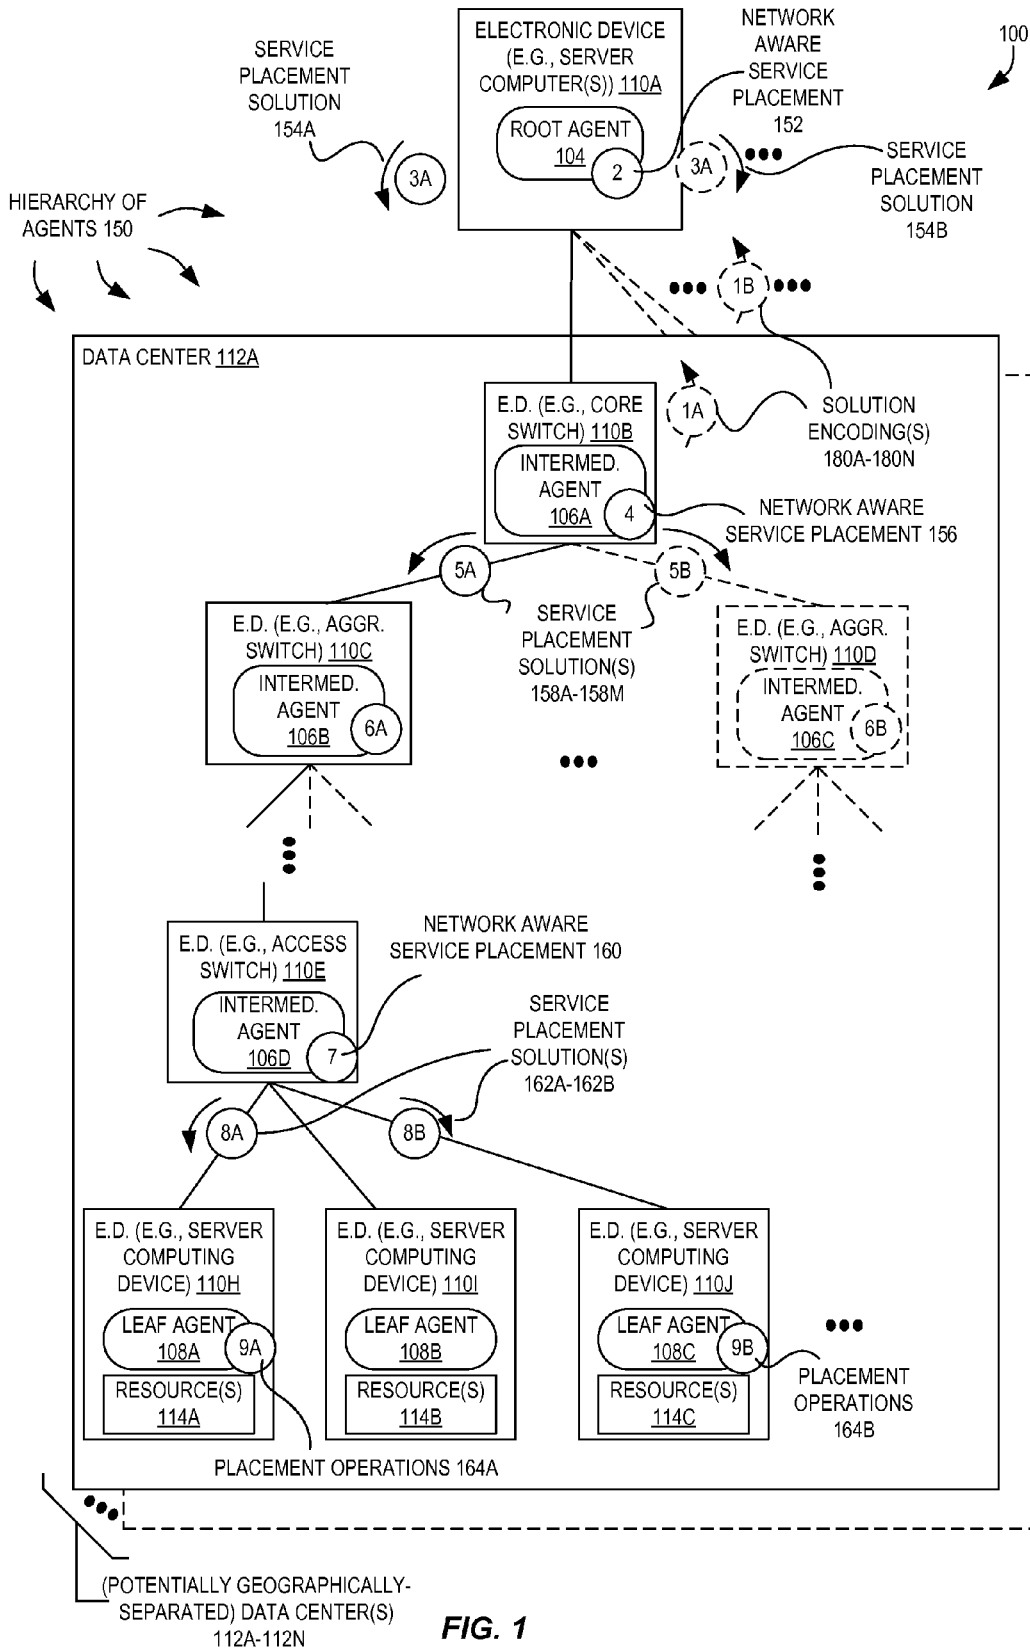 ELECTRONIC DEVICE
(E.G., SERVER
COMPUTER(S)) 110A
ROOT AGENT
104
2
NETWORK
AWARE
SERVICE
PLACEMENT
152
100
SERVICE
PLACEMENT
SOLUTION
154A
3A
3A
SERVICE
PLACEMENT
SOLUTION
154B
HIERARCHY OF
AGENTS 150
1B
DATA CENTER 112A
1A
SOLUTION
ENCODING(S)
180A-180N
E.D. (E.G., CORE
SWITCH) 110B
INTERMED.
AGENT
106A
4
NETWORK AWARE
SERVICE PLACEMENT 156
5A
5B
SERVICE
PLACEMENT
SOLUTION(S)
158A-158M
E.D. (E.G., AGGR.
SWITCH) 110C
INTERMED.
AGENT
106B
6A
E.D. (E.G., AGGR.
SWITCH) 110D
INTERMED.
AGENT
106C
6B
E.D. (E.G., ACCESS
SWITCH) 110E
INTERMED.
AGENT
106D
7
NETWORK AWARE
SERVICE PLACEMENT 160
SERVICE
PLACEMENT
SOLUTION(S)
162A-162B
8A
8B
E.D. (E.G., SERVER
COMPUTING
DEVICE) 110H
LEAF AGENT
108A
9A
RESOURCE(S)
114A
E.D. (E.G., SERVER
COMPUTING
DEVICE) 110I
LEAF AGENT
108B
RESOURCE(S)
114B
E.D. (E.G., SERVER
COMPUTING
DEVICE) 110J
LEAF AGENT
108C
9B
RESOURCE(S)
114C
PLACEMENT
OPERATIONS
164B
PLACEMENT OPERATIONS 164A
(POTENTIALLY GEOGRAPHICALLY-
SEPARATED) DATA CENTER(S)
112A-112N
FIG. 1